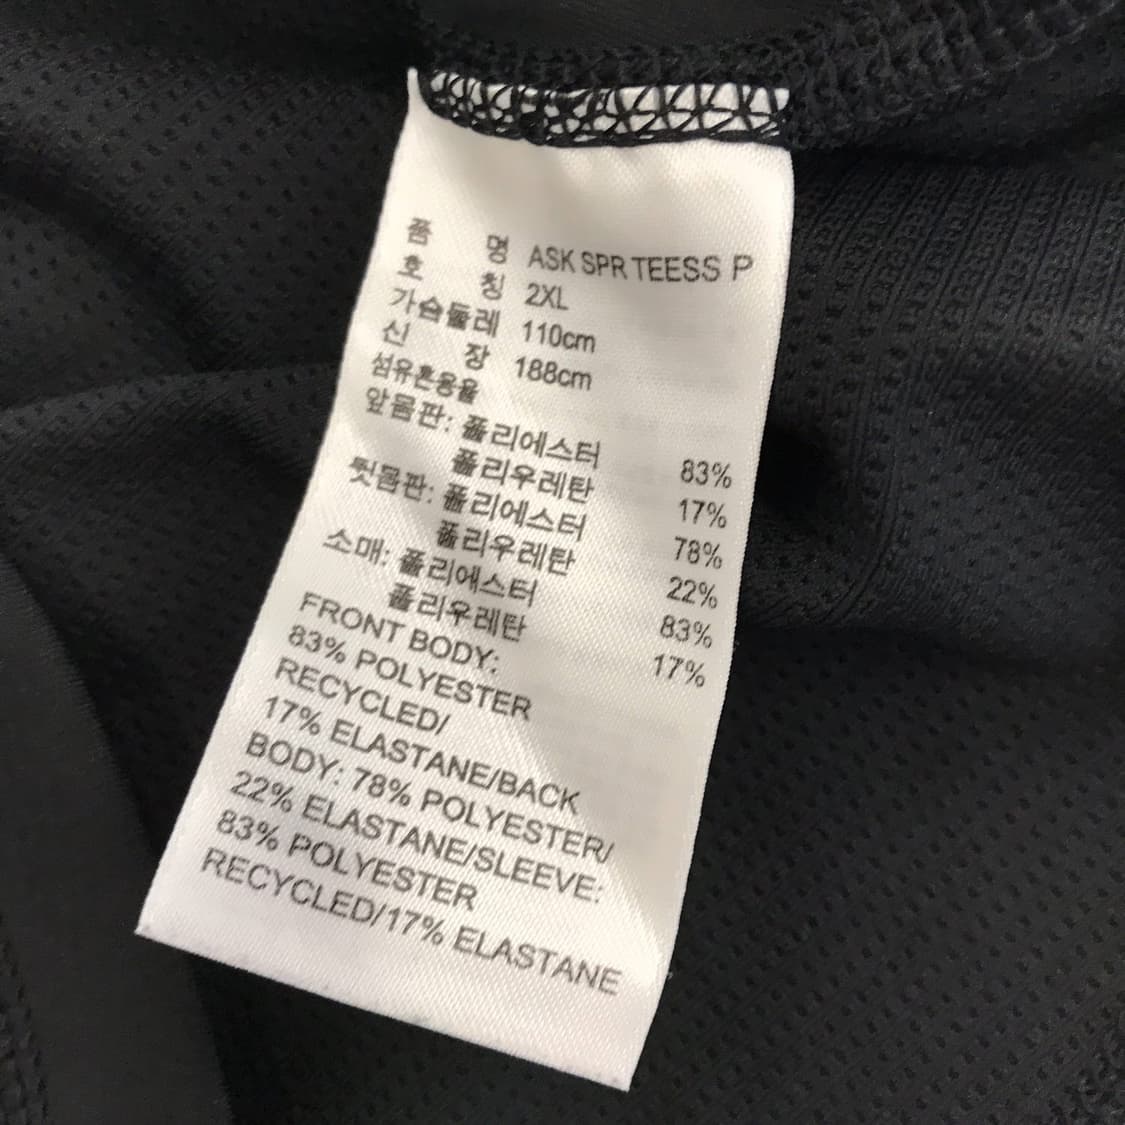 품 명 ASK SPR TEESS P
호 칭 2XL
가슴둘레 110cm
신 장 188cm
섬유혼용율
앞몸판: 폴리에스터 83%
폴리우레탄 17%
뒷몸판: 폴리에스터 78%
폴리우레탄 22%
소매: 폴리에스터 83%
폴리우레탄 17%
FRONT BODY:
83% POLYESTER
RECYCLED/
17% ELASTANE/BACK
BODY: 78% POLYESTER/
22% ELASTANE/SLEEVE:
83% POLYESTER
RECYCLED/17% ELASTANE